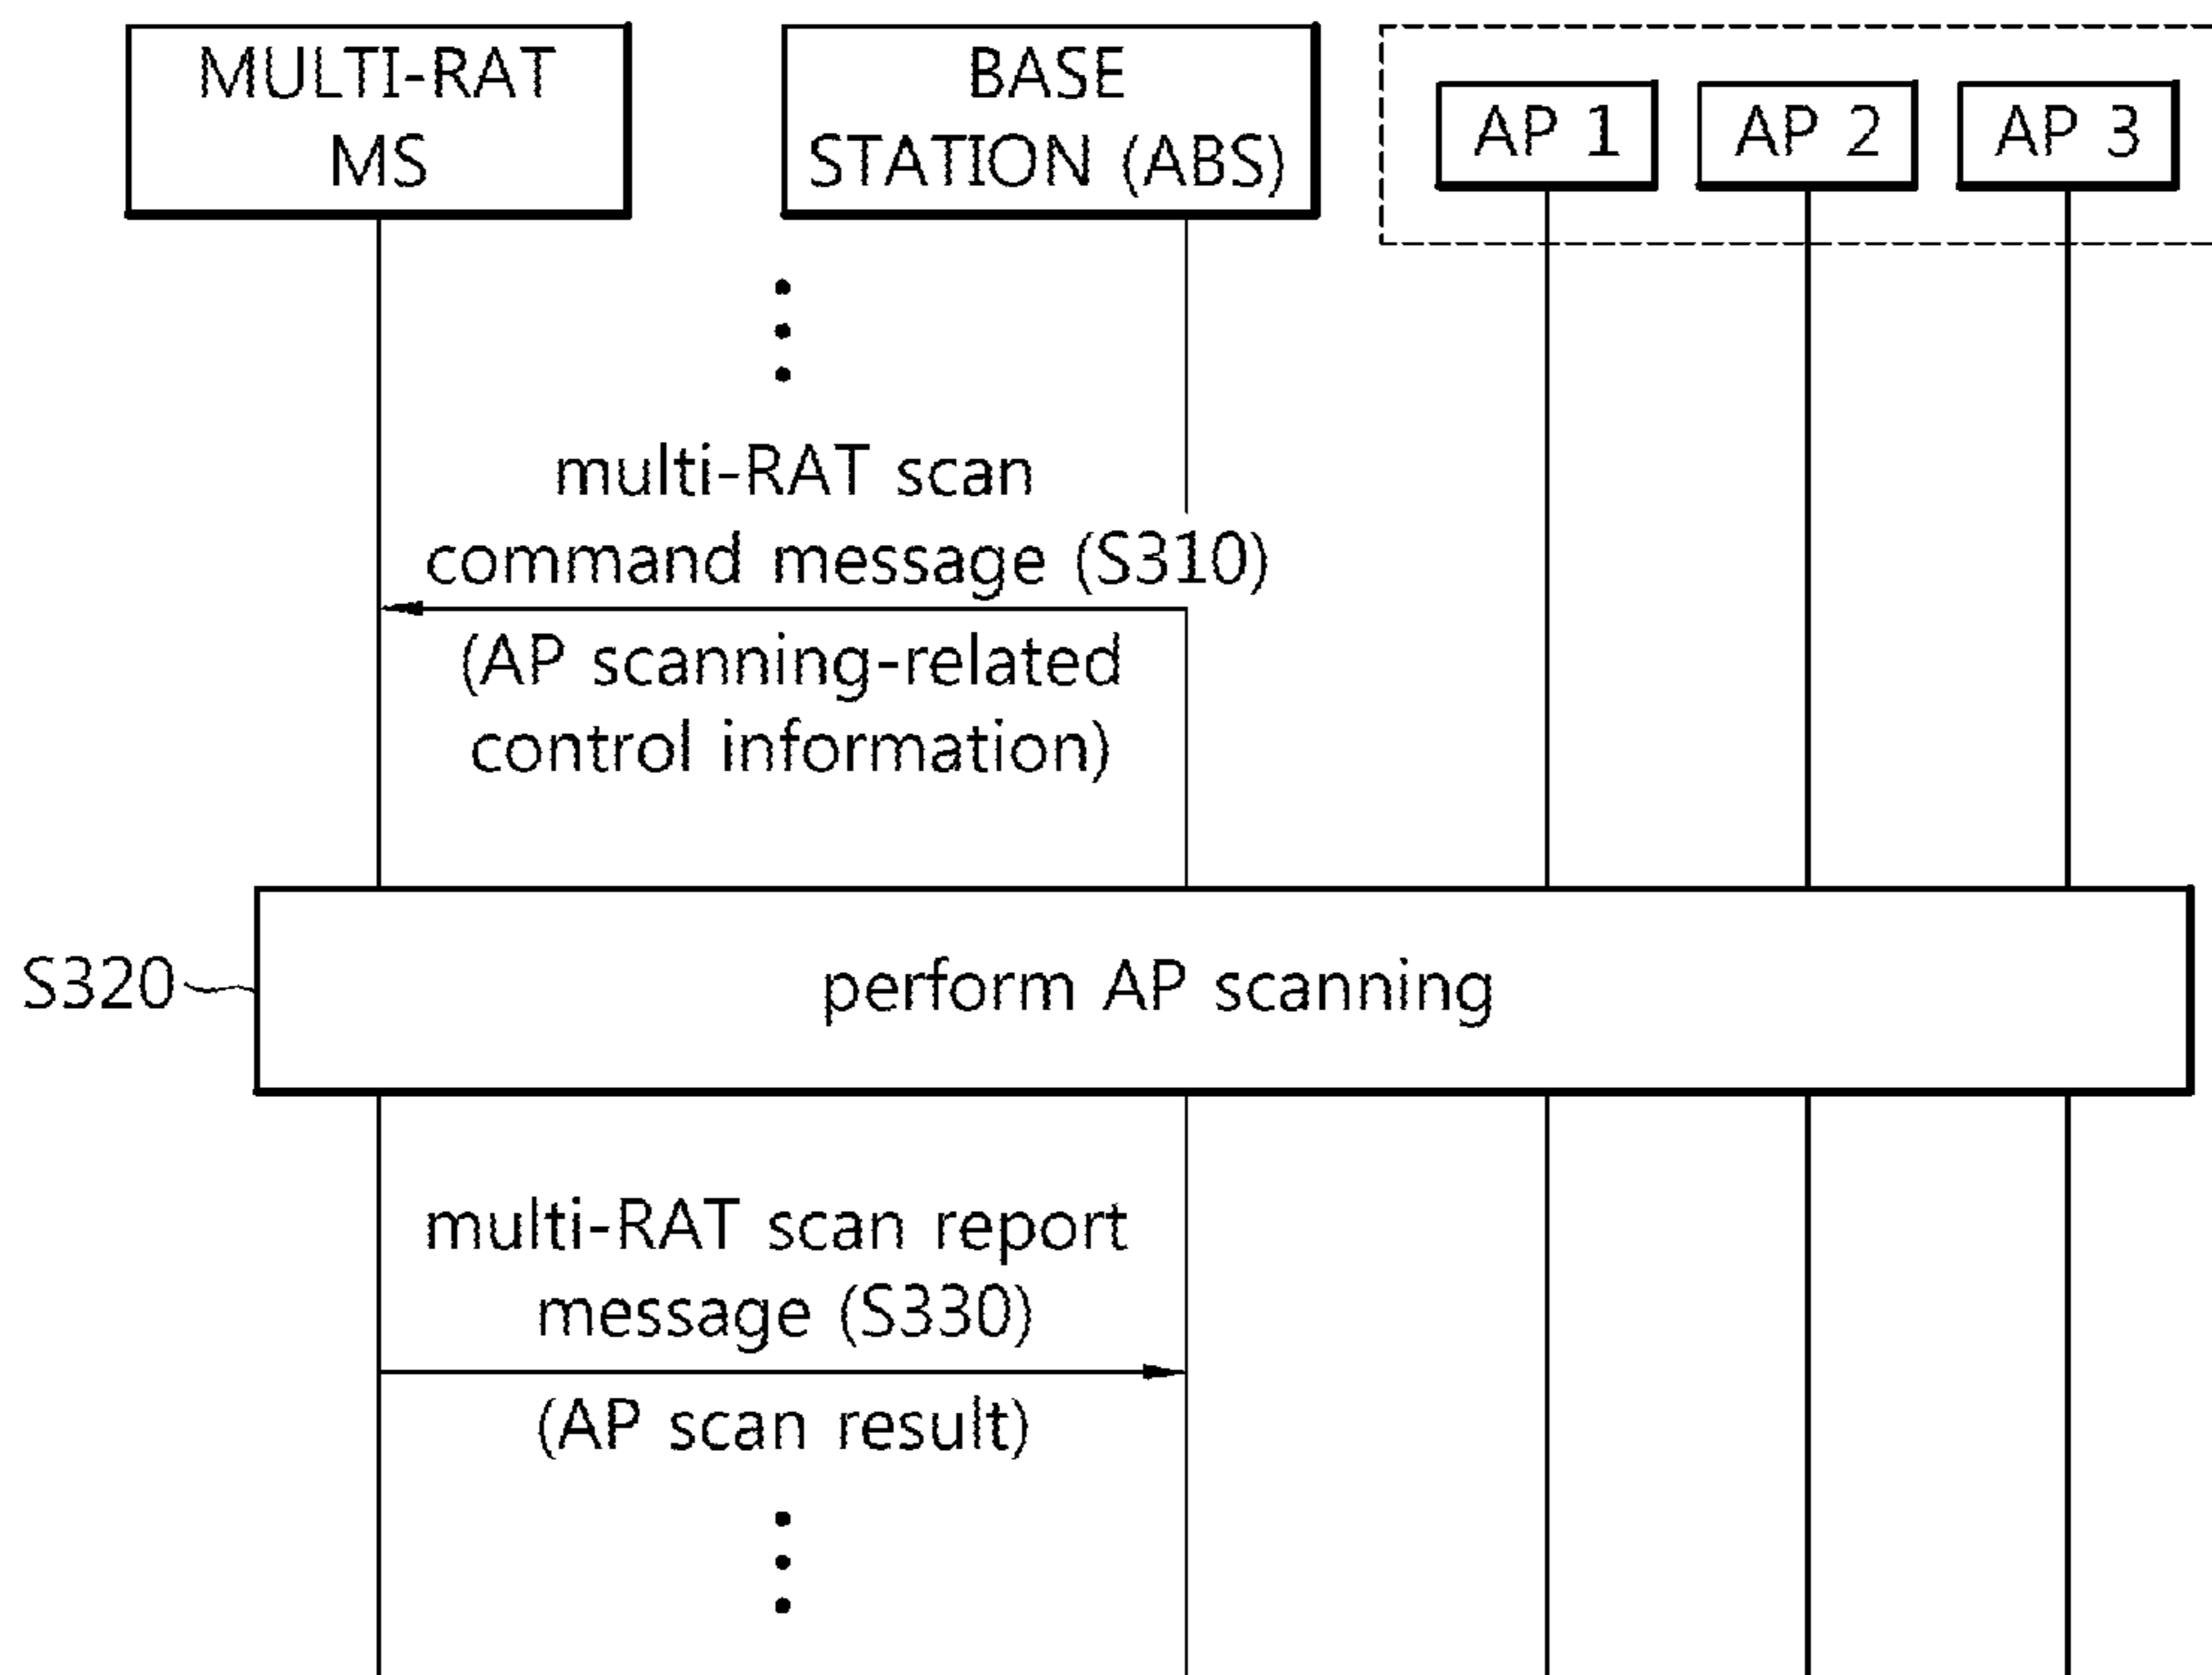 MULTI-RAT
MS
BASE
STATION (ABS)
AP 1
AP 2
AP 3
multi-RAT scan
command message (S310)
(AP scanning-related
control information)
S320
perform AP scanning
multi-RAT scan report
message (S330)
(AP scan result)